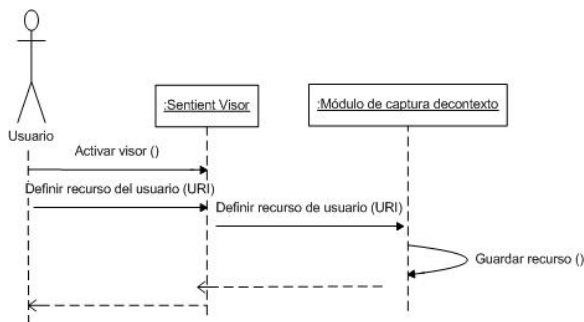 :Sentient Visor
:Módulo de captura decontexto
Usuario
Activar visor ()
Definir recurso del usuario (URI)
Definir recurso de usuario (URI)
Guardar recurso ()